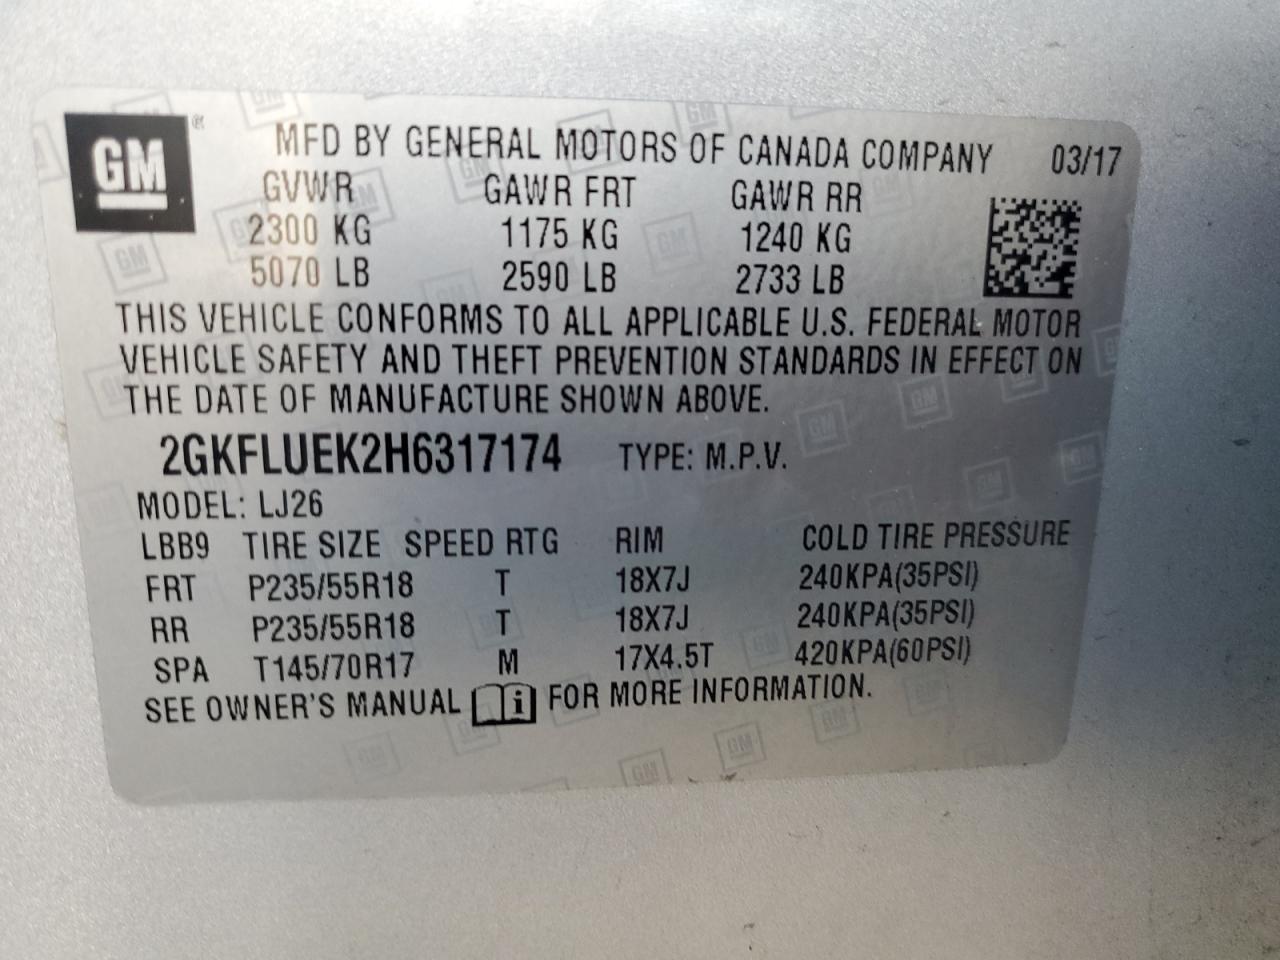 GM
MFD BY GENERAL MOTORS OF CANADA COMPANY 03/17
GVWR GAWR FRT GAWR RR
2300 KG 1175 KG 1240 KG
5070 LB 2590 LB 2733 LB
THIS VEHICLE CONFORMS TO ALL APPLICABLE U.S. FEDERAL MOTOR
VEHICLE SAFETY AND THEFT PREVENTION STANDARDS IN EFFECT ON
THE DATE OF MANUFACTURE SHOWN ABOVE.
2GKFLUEK2H6317174 TYPE: M.P.V.
MODEL: LJ26
LBB9 TIRE SIZE SPEED RTG RIM COLD TIRE PRESSURE
FRT P235/55R18 T 18X7J 240KPA(35PSI)
RR P235/55R18 T 18X7J 240KPA(35PSI)
SPA T145/70R17 M 17X4.5T 420KPA(60PSI)
SEE OWNER'S MANUAL i FOR MORE INFORMATION.